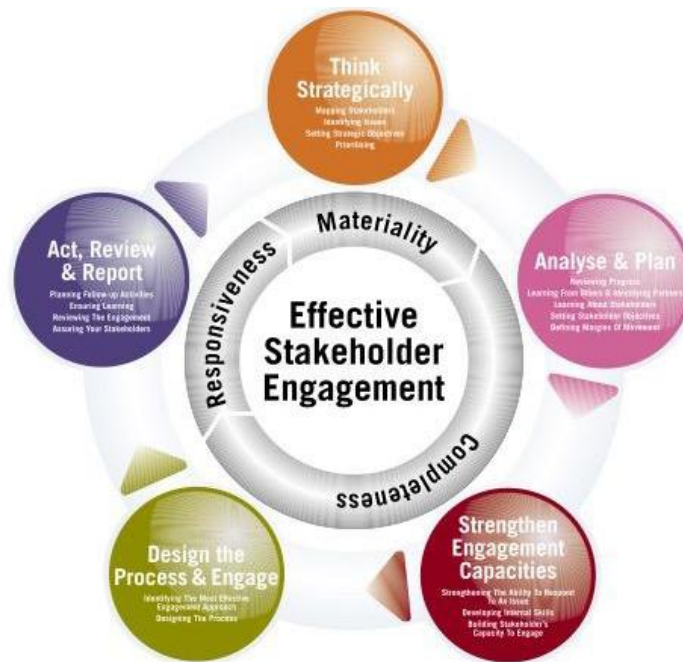 Think
Strategically
Mapping Stakeholders
Identifying Issues
Setting Strategic Objectives
Prioritising
Analyse & Plan
Reviewing Progress
Learning From Others & Identifying Partners
Learning About Stakeholders
Setting Stakeholder Objectives
Defining Margins Of Movement
Strengthen
Engagement
Capacities
Strengthening The Ability To Respond
To An Issue
Developing Internal Skills
Building Stakeholder's
Capacity To Engage
Design the
Process & Engage
Identifying The Most Effective
Engagement Approach
Designing The Process
Act, Review
& Report
Planning Follow-up Activities
Ensuring Learning
Reviewing The Engagement
Assuring Your Stakeholders
Materiality
Completeness
Responsiveness
Effective
Stakeholder
Engagement